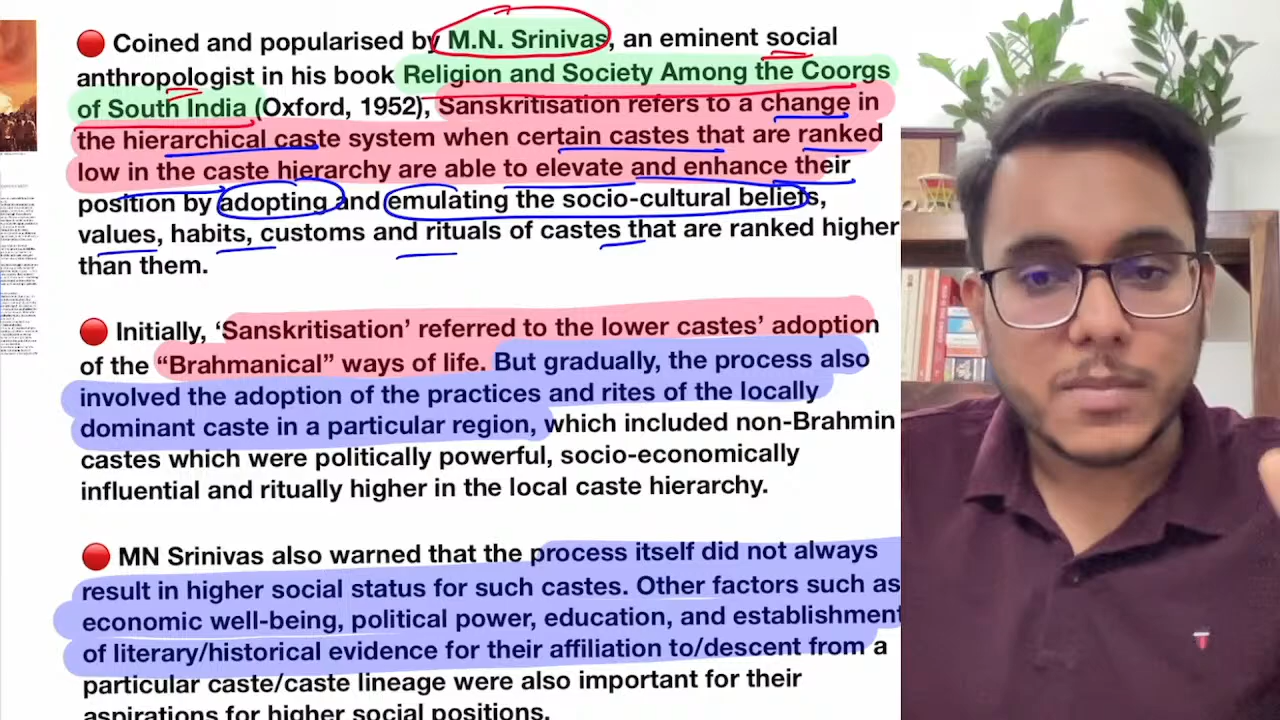 🔴 Coined and popularised by M.N. Srinivas, an eminent social
anthropologist in his book Religion and Society Among the Coorgs
of South India (Oxford, 1952), Sanskritisation refers to a change in
the hierarchical caste system when certain castes that are ranked
low in the caste hierarchy are able to elevate and enhance their
position by adopting and emulating the socio-cultural beliefs,
values, habits, customs and rituals of castes that are ranked higher
than them.
🔴 Initially, ‘Sanskritisation’ referred to the lower castes’ adoption
of the “Brahmanical” ways of life. But gradually, the process also
involved the adoption of the practices and rites of the locally
dominant caste in a particular region, which included non-Brahmin
castes which were politically powerful, socio-economically
influential and ritually higher in the local caste hierarchy.
🔴 MN Srinivas also warned that the process itself did not always
result in higher social status for such castes. Other factors such as
economic well-being, political power, education, and establishment
of literary/historical evidence for their affiliation to/descent from a
particular caste/caste lineage were also important for their
aspirations for higher social positions.